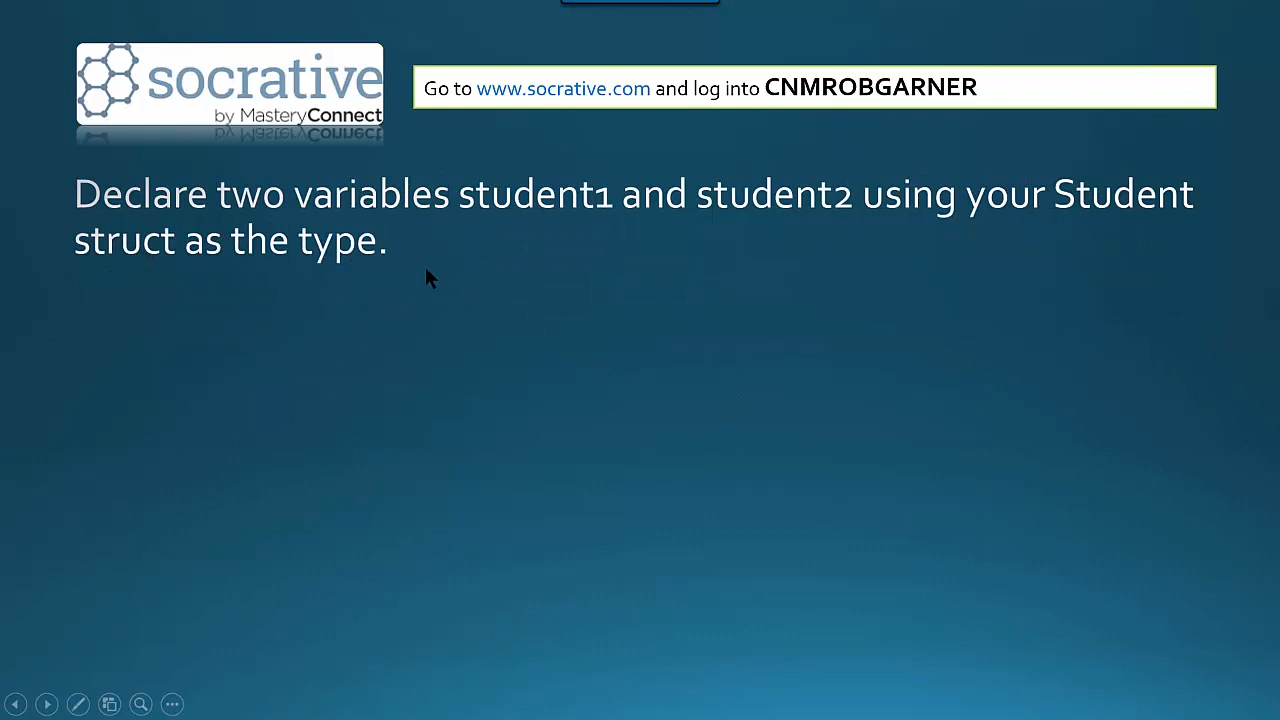 socrative
by MasteryConnect
Go to www.socrative.com and log into CNMROBGARNER
Declare two variables student1 and student2 using your Student
struct as the type.